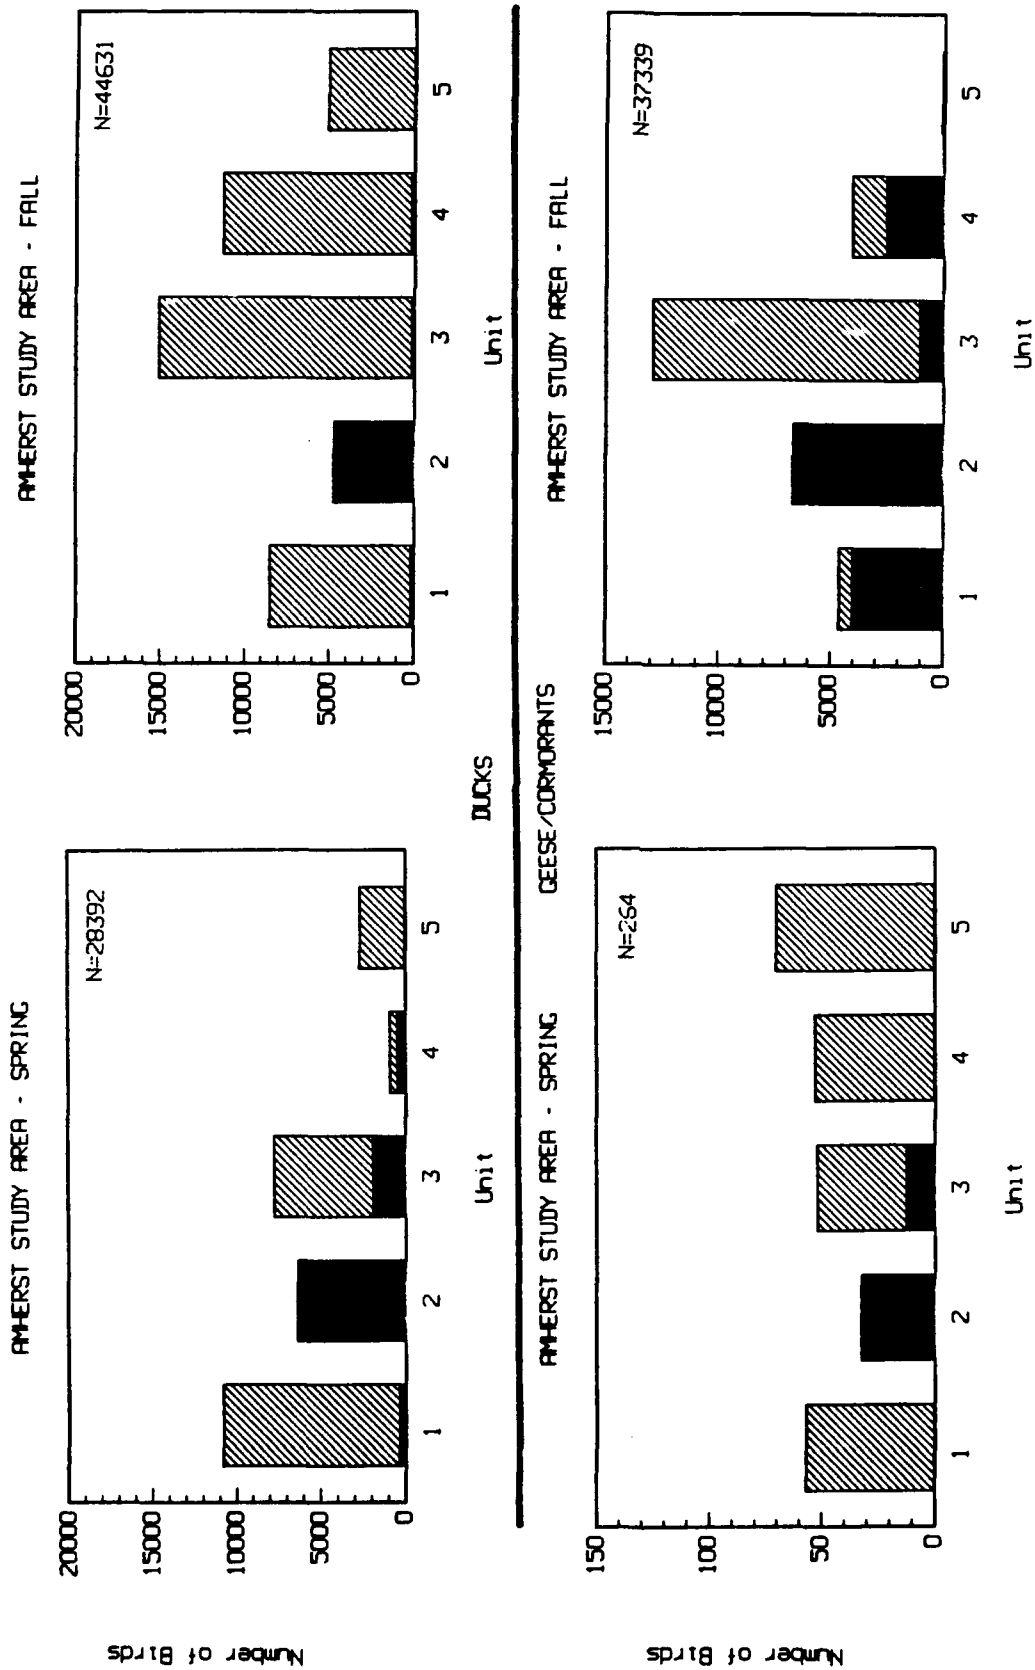 AMHERST STUDY AREA - SPRING
Number of Birds
20000
15000
10000
5000
0
N=28392
1 2 3 4 5
Unit
AMHERST STUDY AREA - FALL
20000
15000
10000
5000
0
N=44631
1 2 3 4 5
Unit
DUCKS
GEESE/CORMORANTS
AMHERST STUDY AREA - SPRING
Number of Birds
150
100
50
0
N=264
1 2 3 4 5
Unit
AMHERST STUDY AREA - FALL
15000
10000
5000
0
N=37339
1 2 3 4 5
Unit